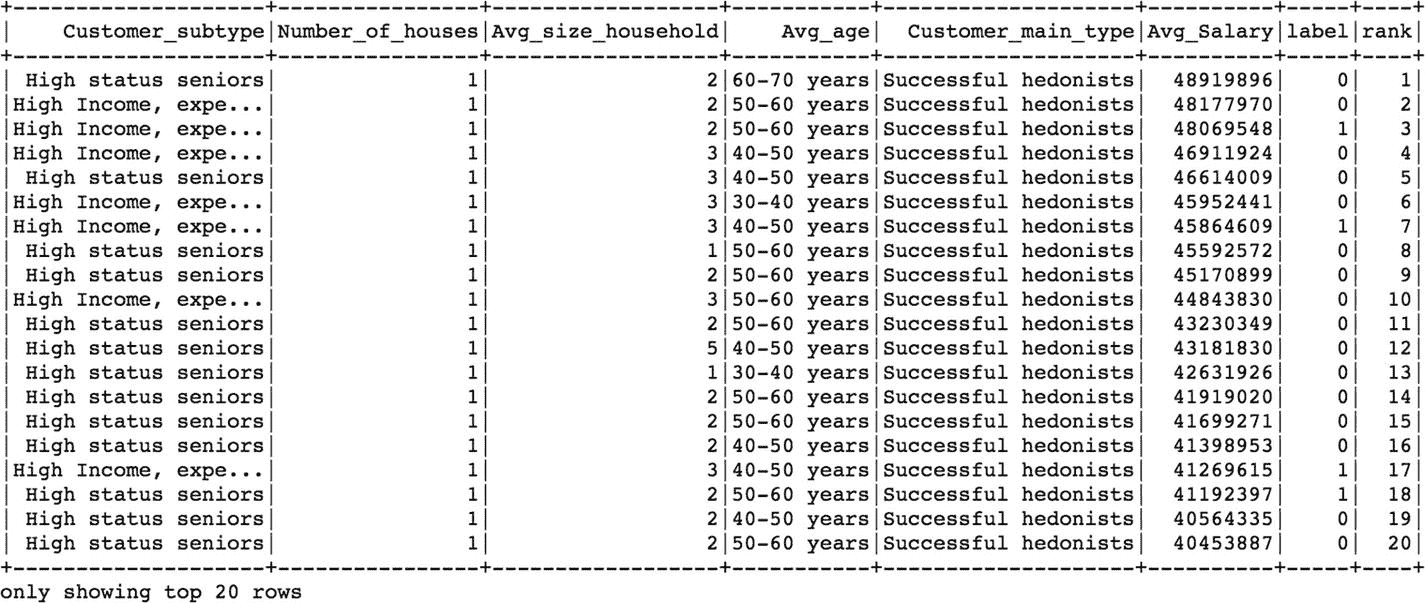 +--------------------+----------------+------------------+-----------+--------------------+----------+-----+----+
|    Customer_subtype|Number_of_houses|Avg_size_household|    Avg_age|  Customer_main_type|Avg_Salary|label|rank|
+--------------------+----------------+------------------+-----------+--------------------+----------+-----+----+
| High status seniors|               1|                 2|60-70 years|Successful hedonists|  48919896|    0|   1|
|High Income, expe...|               1|                 2|50-60 years|Successful hedonists|  48177970|    0|   2|
|High Income, expe...|               1|                 2|50-60 years|Successful hedonists|  48069548|    1|   3|
|High Income, expe...|               1|                 3|40-50 years|Successful hedonists|  46911924|    0|   4|
| High status seniors|               1|                 3|40-50 years|Successful hedonists|  46614009|    0|   5|
|High Income, expe...|               1|                 3|30-40 years|Successful hedonists|  45952441|    0|   6|
|High Income, expe...|               1|                 3|40-50 years|Successful hedonists|  45864609|    1|   7|
| High status seniors|               1|                 1|50-60 years|Successful hedonists|  45592572|    0|   8|
| High status seniors|               1|                 2|50-60 years|Successful hedonists|  45170899|    0|   9|
|High Income, expe...|               1|                 3|50-60 years|Successful hedonists|  44843830|    0|  10|
| High status seniors|               1|                 2|50-60 years|Successful hedonists|  43230349|    0|  11|
| High status seniors|               1|                 5|40-50 years|Successful hedonists|  43181830|    0|  12|
| High status seniors|               1|                 1|30-40 years|Successful hedonists|  42631926|    0|  13|
| High status seniors|               1|                 2|50-60 years|Successful hedonists|  41919020|    0|  14|
| High status seniors|               1|                 2|50-60 years|Successful hedonists|  41699271|    0|  15|
| High status seniors|               1|                 2|40-50 years|Successful hedonists|  41398953|    0|  16|
|High Income, expe...|               1|                 3|40-50 years|Successful hedonists|  41269615|    1|  17|
| High status seniors|               1|                 2|50-60 years|Successful hedonists|  41192397|    1|  18|
| High status seniors|               1|                 2|40-50 years|Successful hedonists|  40564335|    0|  19|
| High status seniors|               1|                 2|50-60 years|Successful hedonists|  40453887|    0|  20|
+--------------------+----------------+------------------+-----------+--------------------+----------+-----+----+
only showing top 20 rows